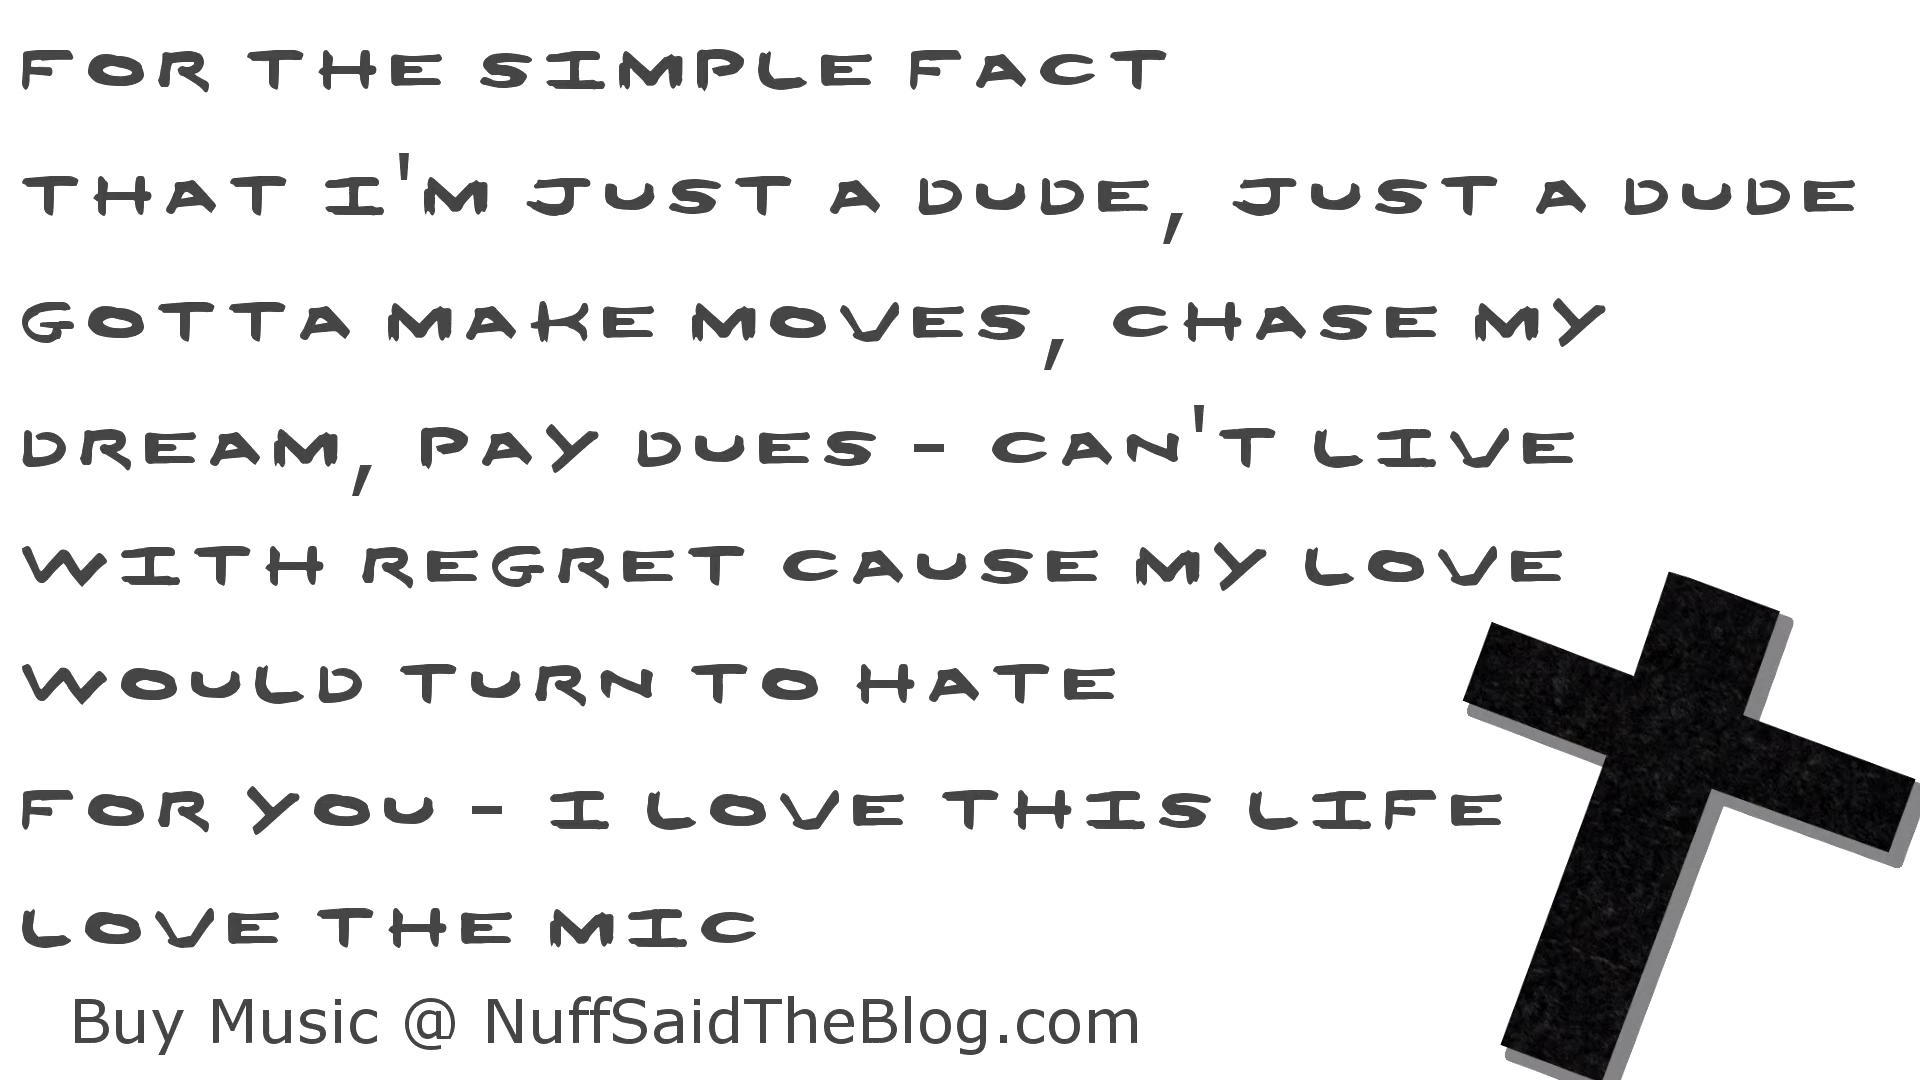 FOR THE SIMPLE FACT
THAT I'M JUST A DUDE, JUST A DUDE
GOTTA MAKE MOVES, CHASE MY
DREAM, PAY DUES - CAN'T LIVE
WITH REGRET CAUSE MY LOVE
WOULD TURN TO HATE
FOR YOU - I LOVE THIS LIFE
LOVE THE MIC
Buy Music @ NuffSaidTheBlog.com